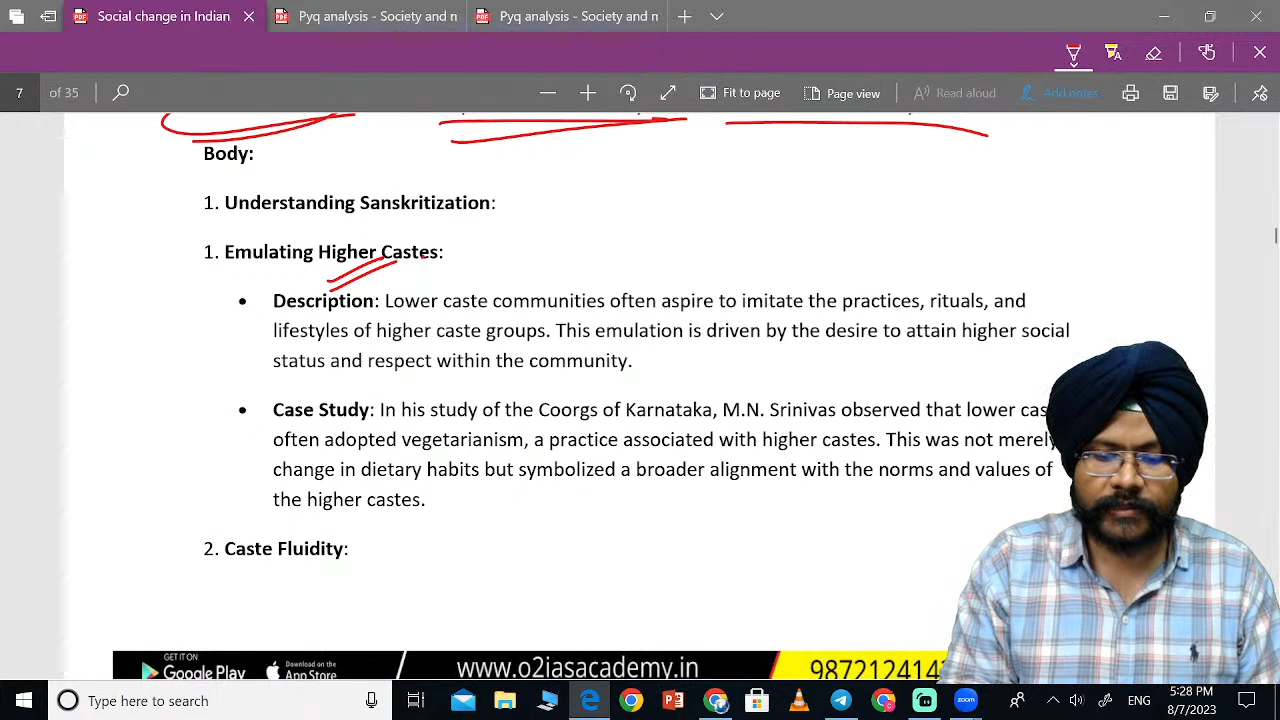 Social change in Indian
Pyq analysis - Society and n
Pyq analysis - Society and n
7 of 35
Fit to page
Page view
Read aloud
Add notes
Body:
1. Understanding Sanskritization:
1. Emulating Higher Castes:
• Description: Lower caste communities often aspire to imitate the practices, rituals, and
lifestyles of higher caste groups. This emulation is driven by the desire to attain higher social
status and respect within the community.
• Case Study: In his study of the Coorgs of Karnataka, M.N. Srinivas observed that lower cas
often adopted vegetarianism, a practice associated with higher castes. This was not merely
change in dietary habits but symbolized a broader alignment with the norms and values of
the higher castes.
2. Caste Fluidity:
GET IT ON
Google Play
Download on the
App Store
www.o2iasacademy.in
987212414
Type here to search
zoom
ENG
5:28 PM
8/7/2023